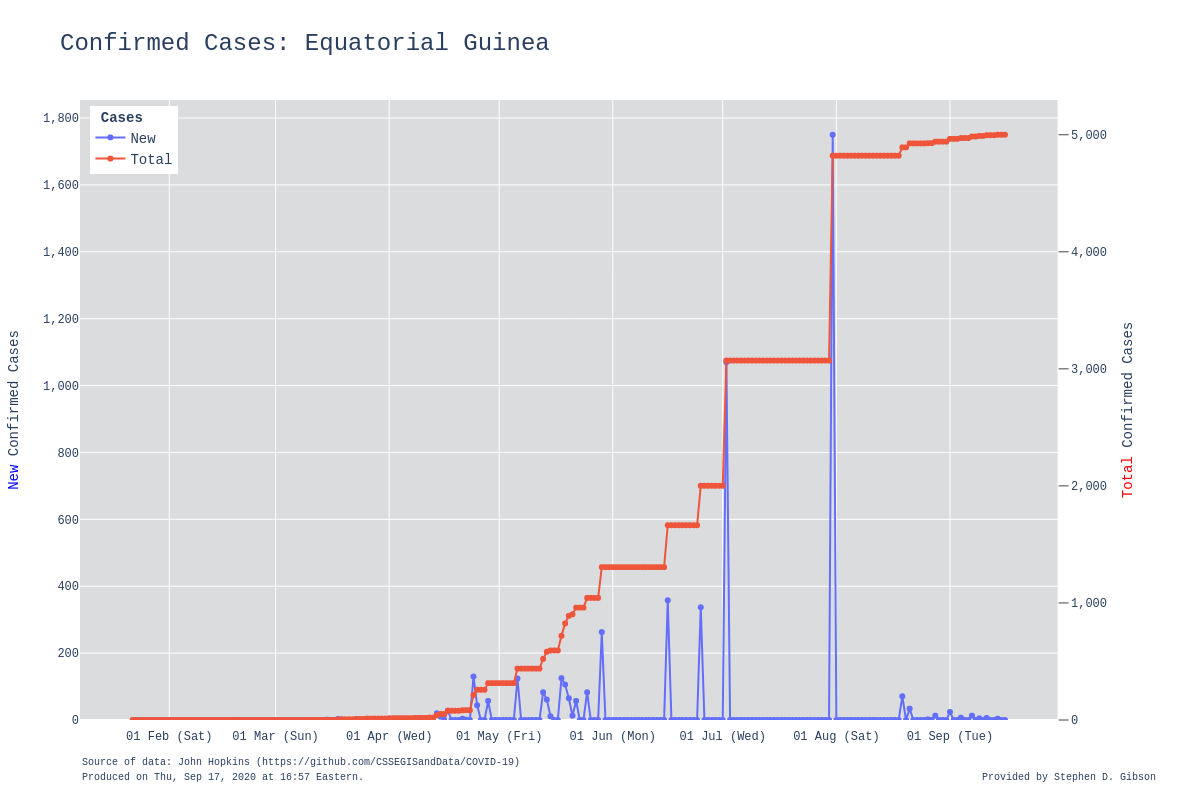 Confirmed Cases: Equatorial Guinea
Cases
New
Total
1,800
1,600
1,400
1,200
1,000
800
600
400
200
0
New Confirmed Cases
5,000
4,000
3,000
2,000
1,000
0
Total Confirmed Cases
01 Feb (Sat)
01 Mar (Sun)
01 Apr (Wed)
01 May (Fri)
01 Jun (Mon)
01 Jul (Wed)
01 Aug (Sat)
01 Sep (Tue)
Source of data: John Hopkins (https://github.com/CSSEGISandData/COVID-19)
Produced on Thu, Sep 17, 2020 at 16:57 Eastern.
Provided by Stephen D. Gibson